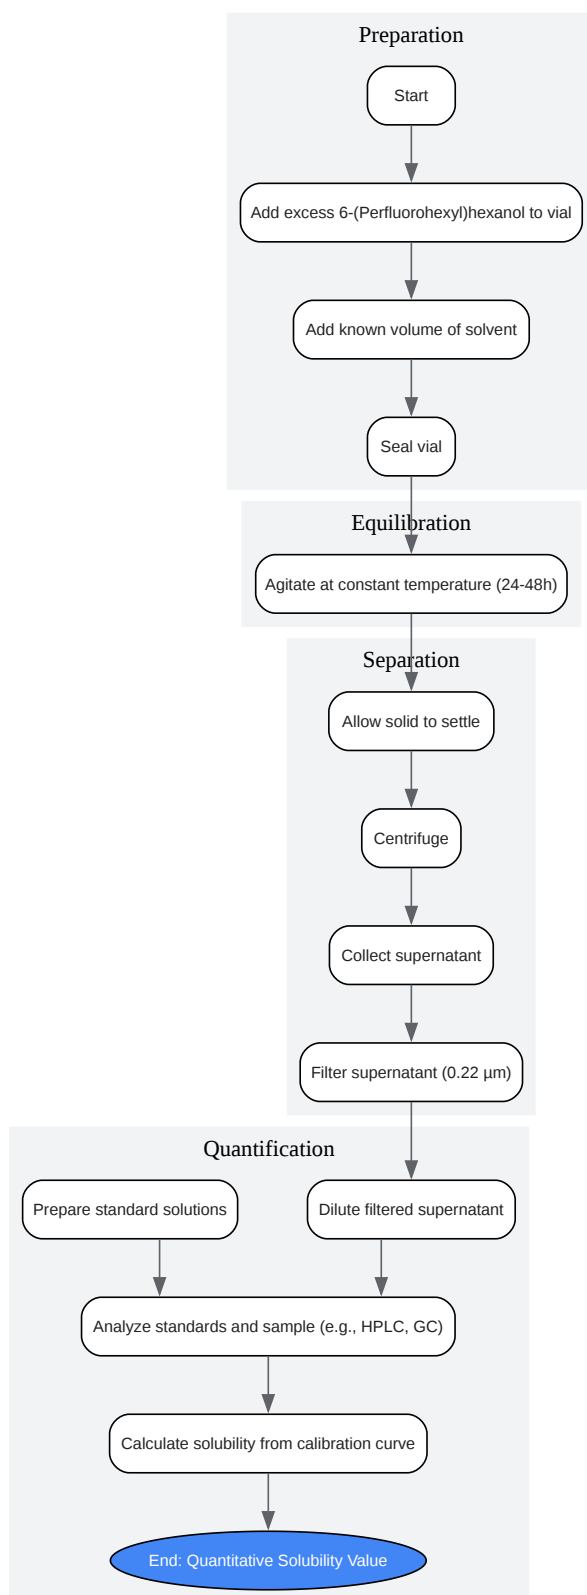 Preparation
Start
Add excess 6-(Perfluorohexyl)hexanol to vial
Add known volume of solvent
Seal vial
Equilibration
Agitate at constant temperature (24-48h)
Separation
Allow solid to settle
Centrifuge
Collect supernatant
Filter supernatant (0.22 µm)
Quantification
Prepare standard solutions
Dilute filtered supernatant
Analyze standards and sample (e.g., HPLC, GC)
Calculate solubility from calibration curve
End: Quantitative Solubility Value